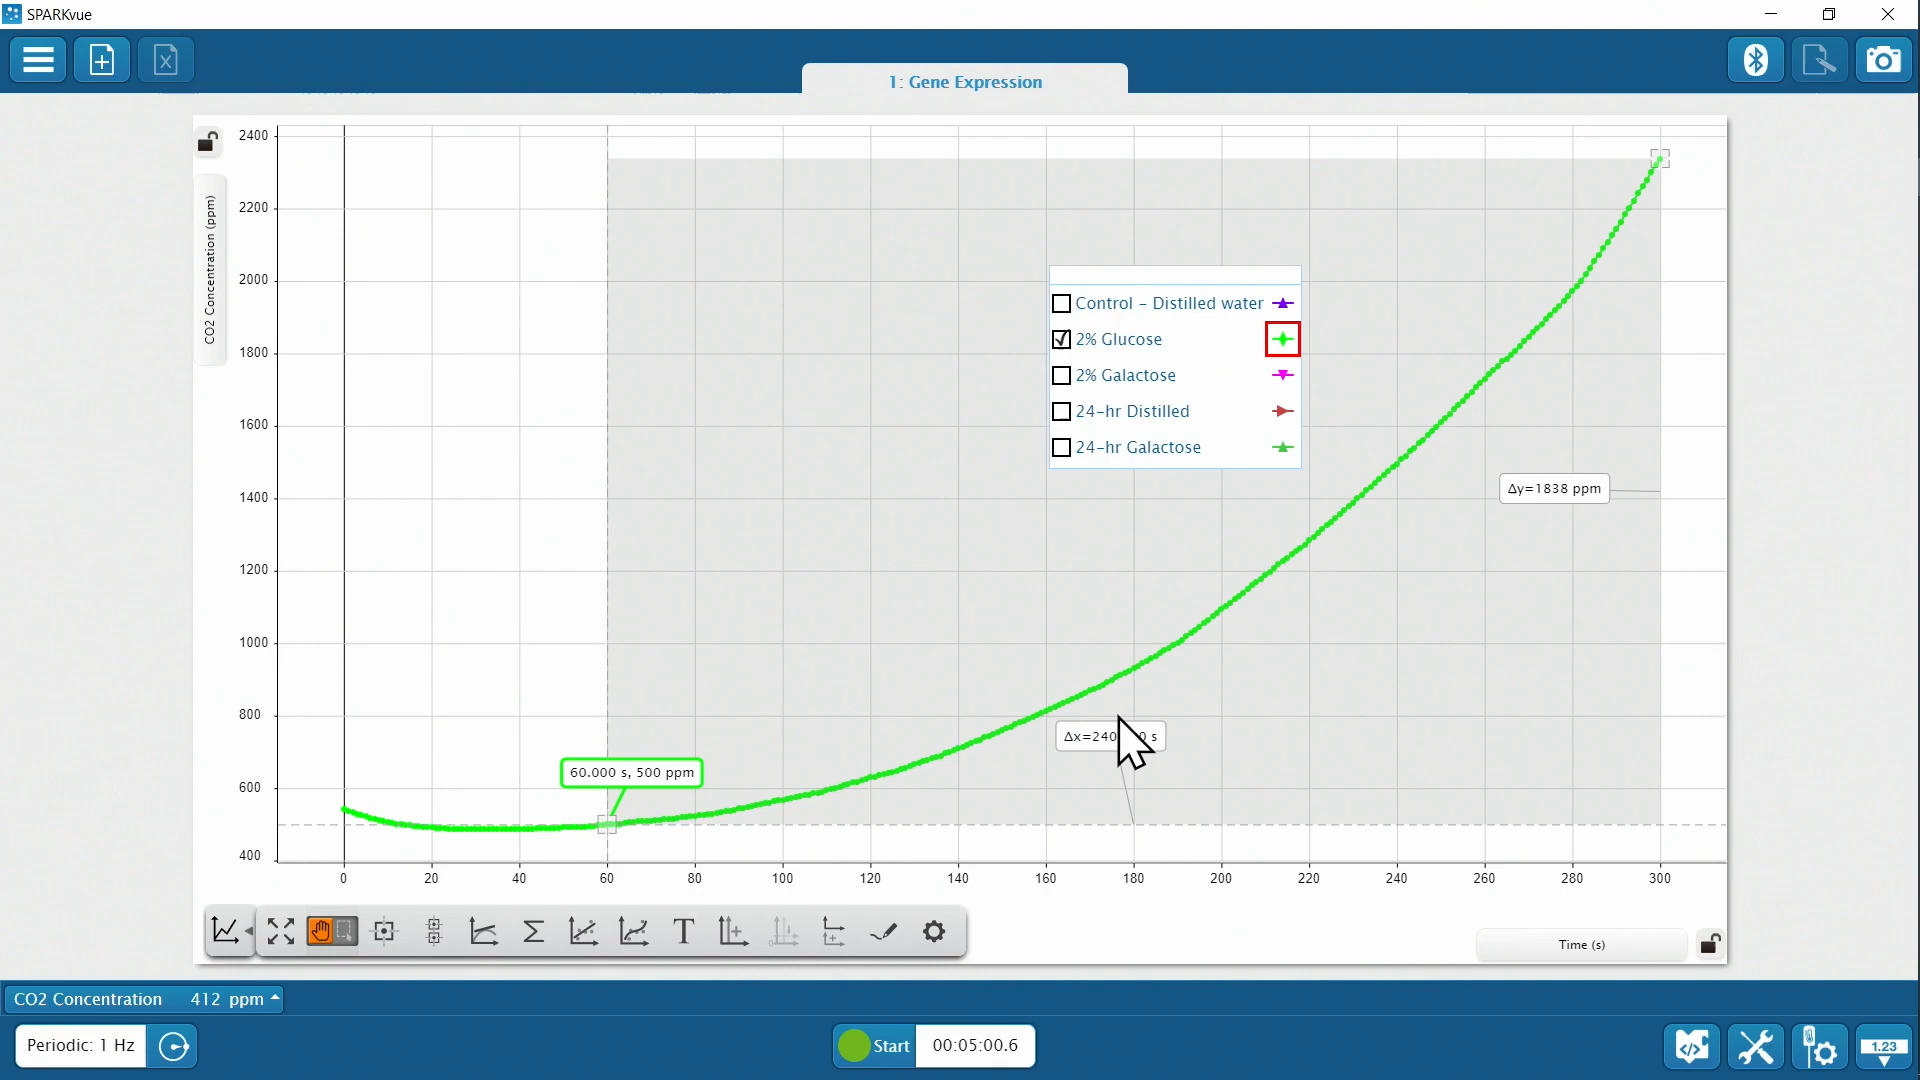 SPARKvue
1: Gene Expression
CO2 Concentration (ppm)
2400
2200
2000
1800
1600
1400
1200
1000
800
600
400
Control - Distilled water
2% Glucose
2% Galactose
24-hr Distilled
24-hr Galactose
Δy=1838 ppm
Δx=240 0 s
60.000 s, 500 ppm
0 20 40 60 80 100 120 140 160 180 200 220 240 260 280 300
Σ T
Time (s)
CO2 Concentration 412 ppm
Periodic: 1 Hz
Start 00:05:00.6
1.23